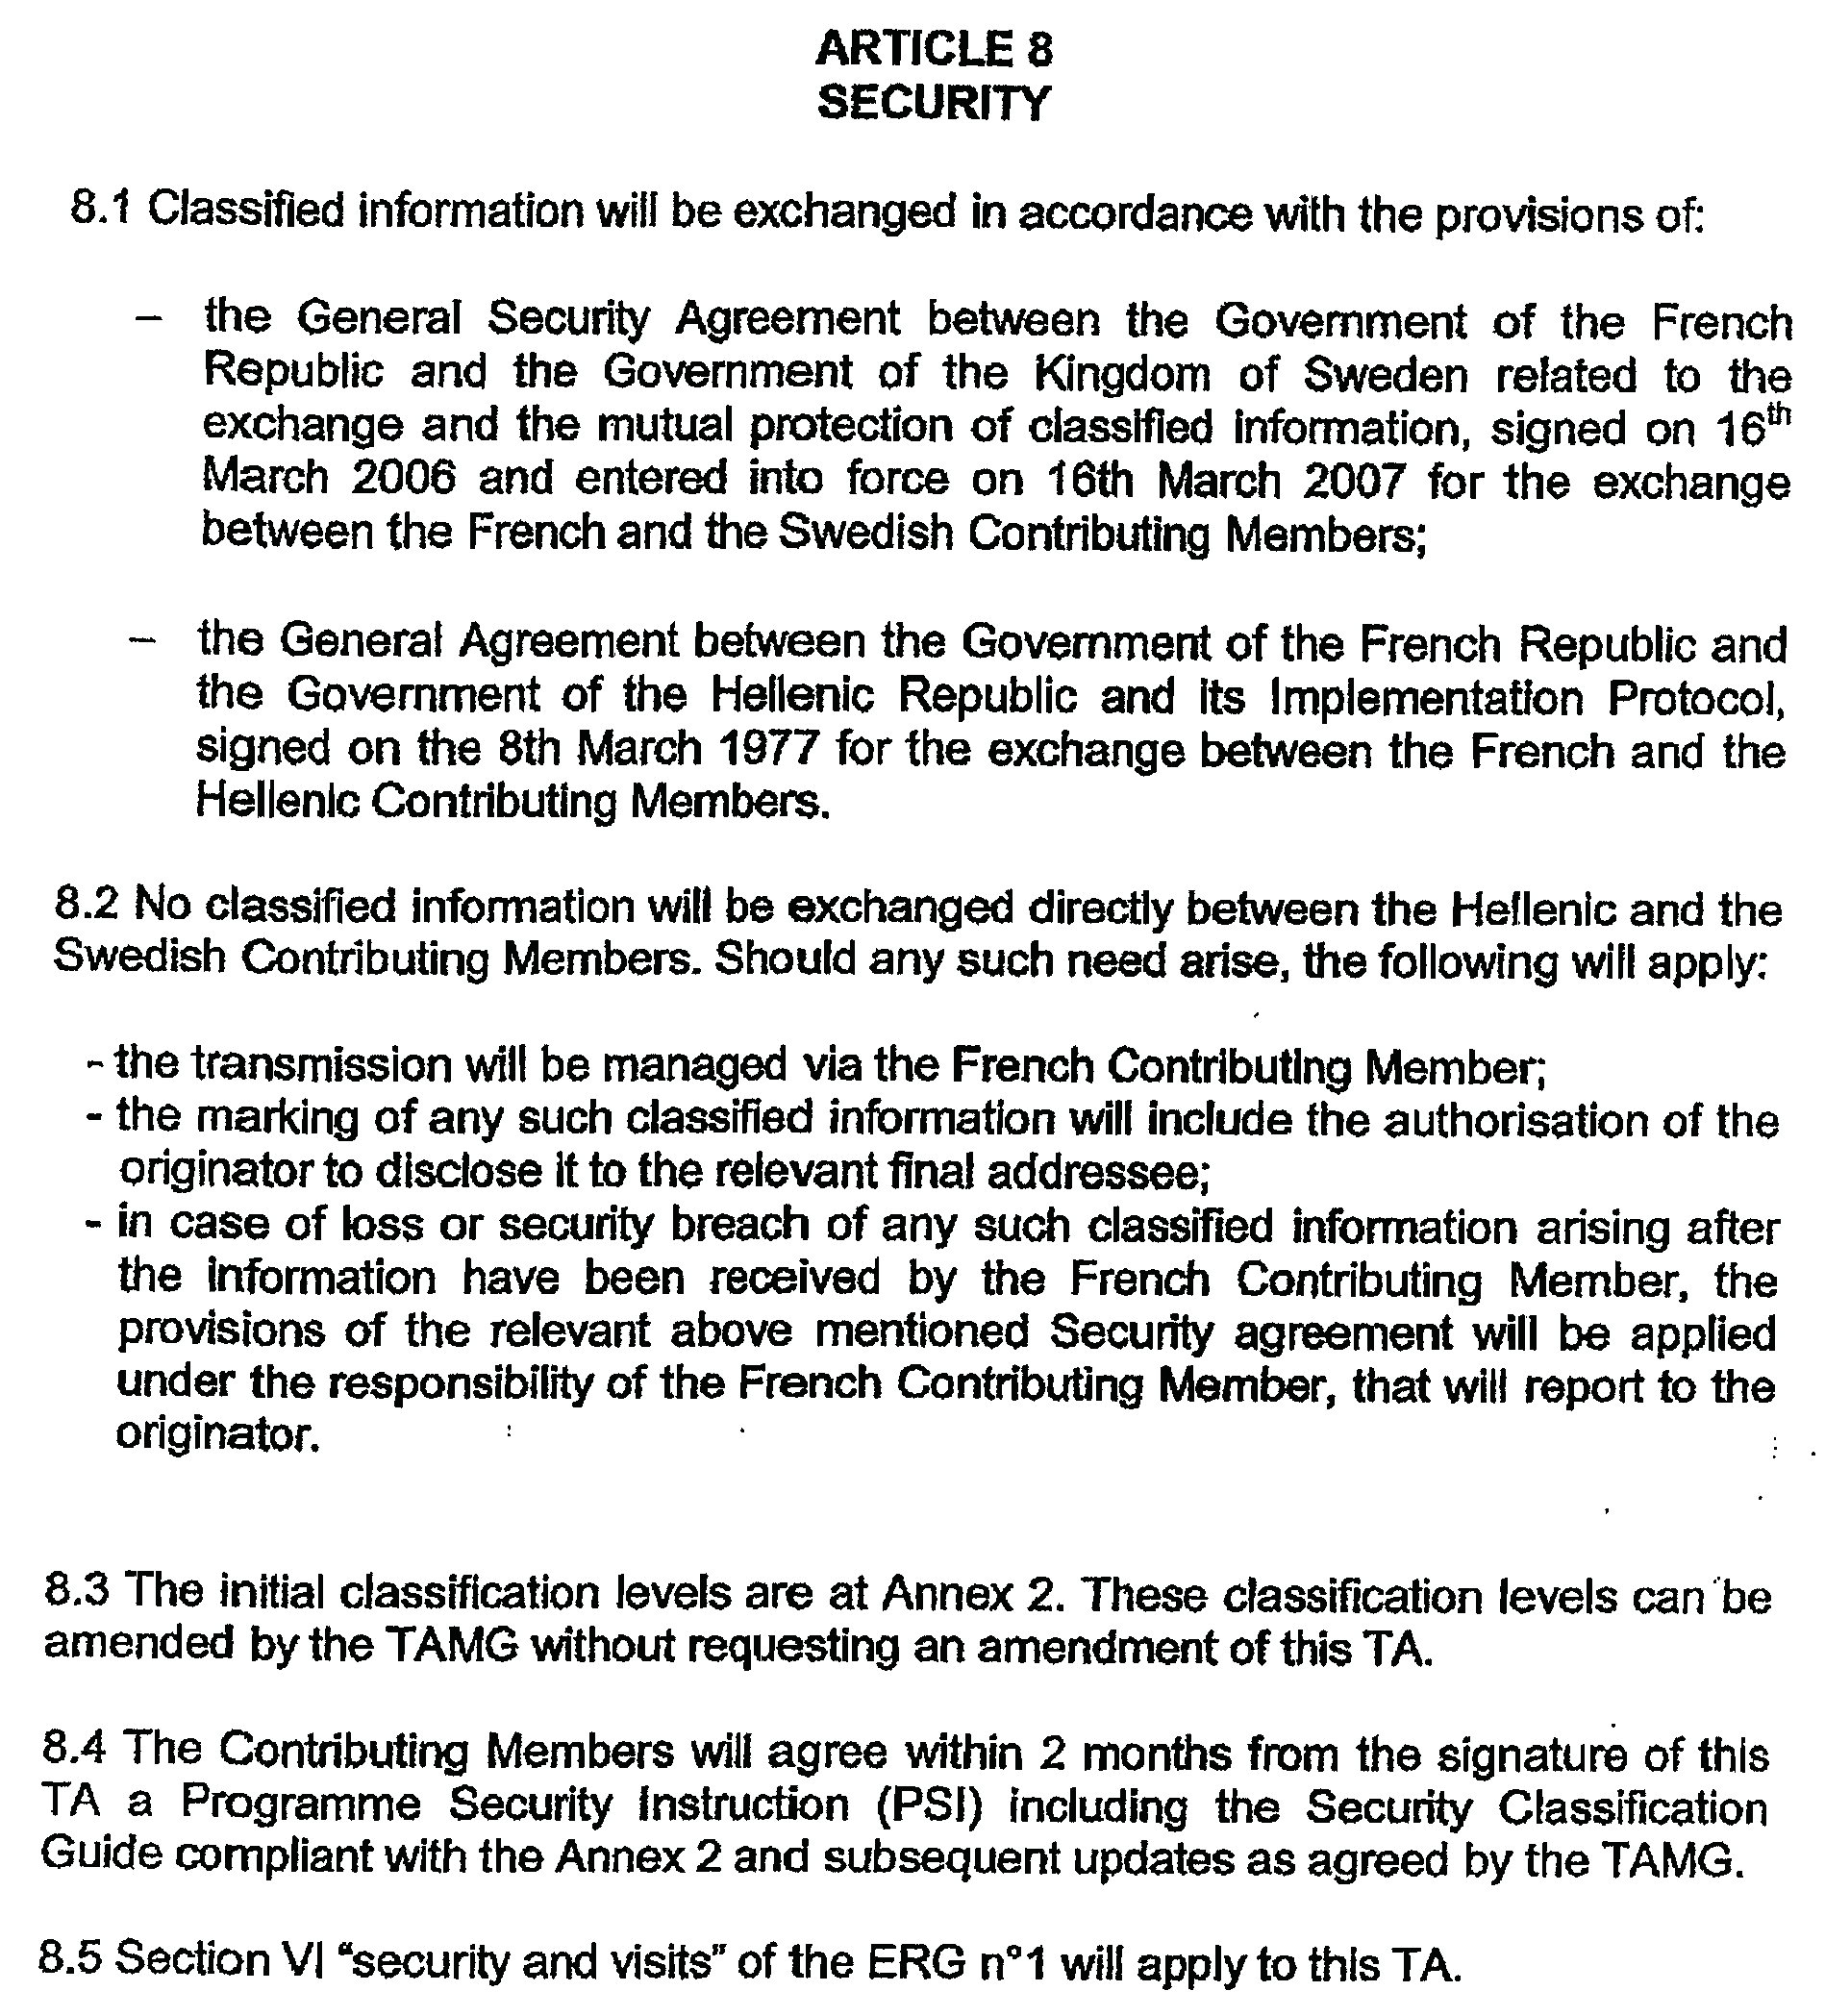 ARTICLE 8
SECURITY
8.1 Classified information will be exchanged in accordance with the provisions of:
– the General Security Agreement between the Government of the French
Republic and the Government of the Kingdom of Sweden related to the
exchange and the mutual protection of classified information, signed on 16th
March 2006 and entered into force on 16th March 2007 for the exchange
between the French and the Swedish Contributing Members;
– the General Agreement between the Government of the French Republic and
the Government of the Hellenic Republic and its Implementation Protocol,
signed on the 8th March 1977 for the exchange between the French and the
Hellenic Contributing Members.
8.2 No classified information will be exchanged directly between the Hellenic and the
Swedish Contributing Members. Should any such need arise, the following will apply:
- the transmission will be managed via the French Contributing Member;
- the marking of any such classified information will include the authorisation of the
originator to disclose it to the relevant final addressee;
- in case of loss or security breach of any such classified information arising after
the information have been received by the French Contributing Member, the
provisions of the relevant above mentioned Security agreement will be applied
under the responsibility of the French Contributing Member, that will report to the
originator.
8.3 The initial classification levels are at Annex 2. These classification levels can be
amended by the TAMG without requesting an amendment of this TA.
8.4 The Contributing Members will agree within 2 months from the signature of this
TA a Programme Security Instruction (PSI) including the Security Classification
Guide compliant with the Annex 2 and subsequent updates as agreed by the TAMG.
8.5 Section VI “security and visits” of the ERG n°1 will apply to this TA.